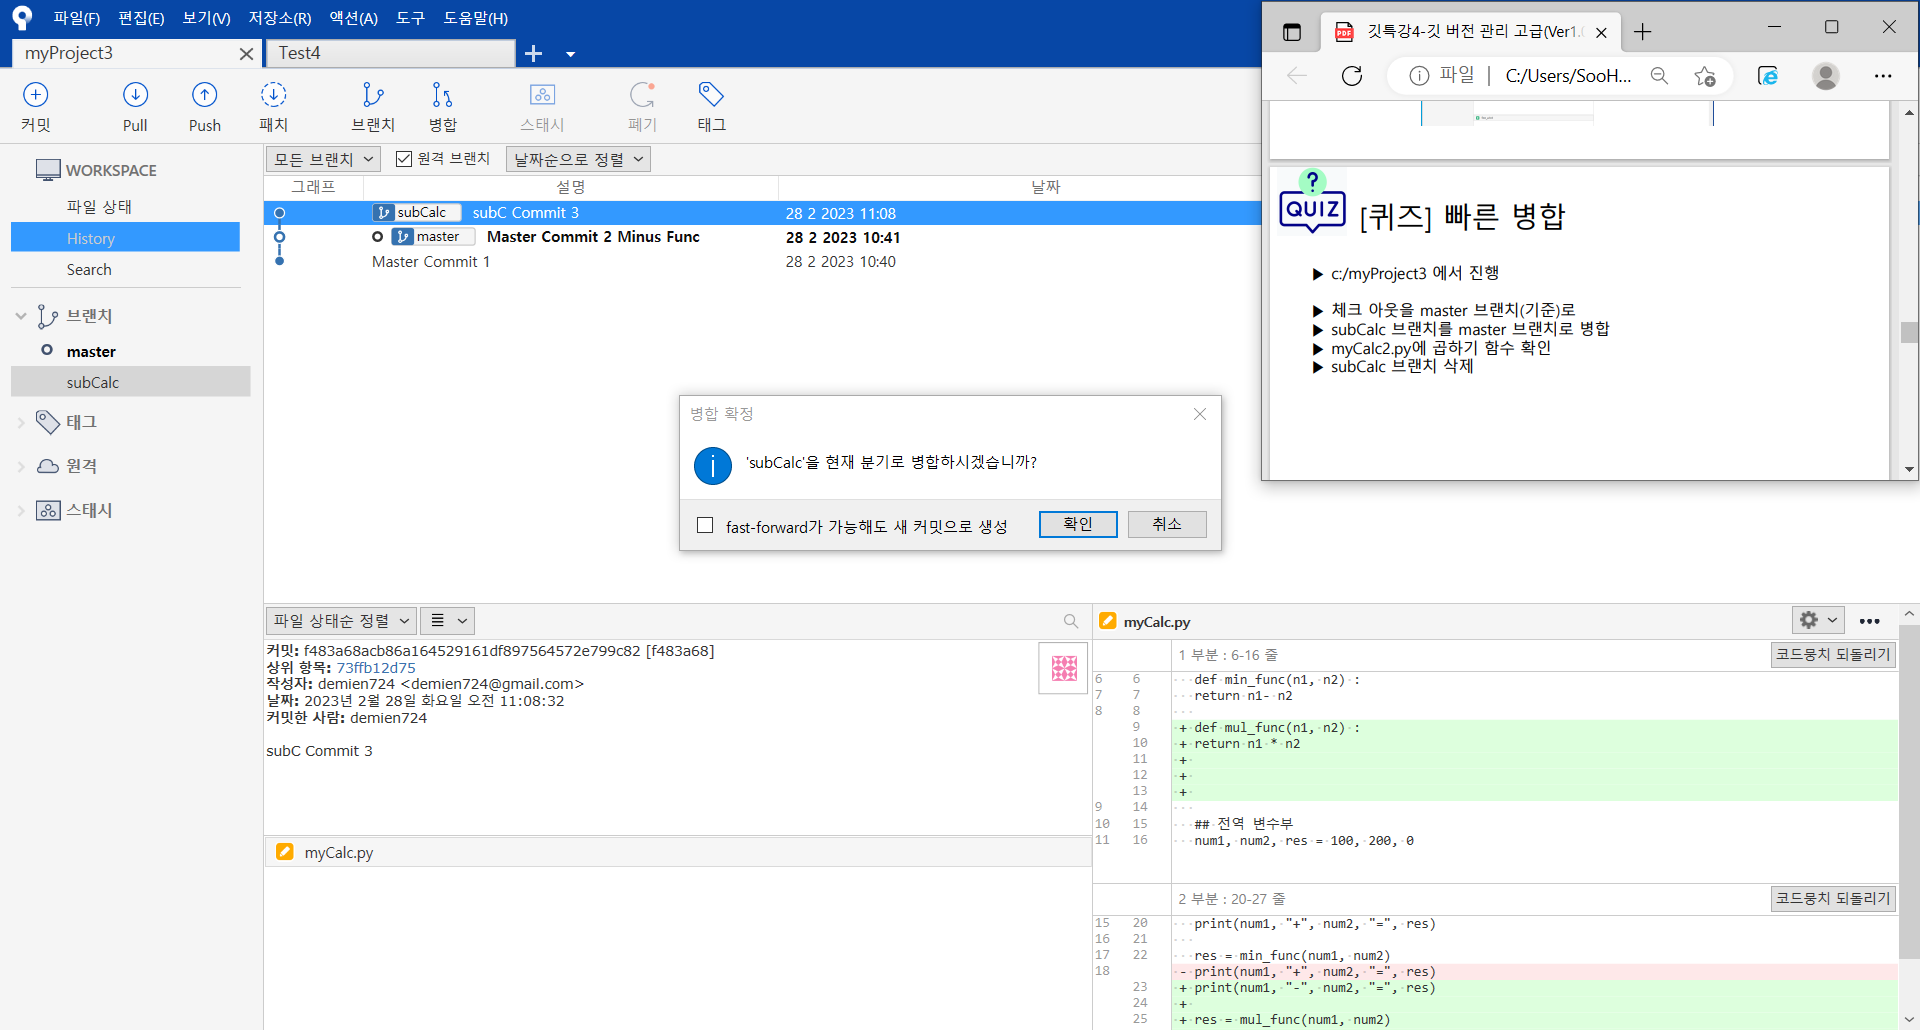 파일(F) 편집(E) 보기(V) 저장소(R) 액션(A) 도구 도움말(H)
myProject3
Test4
커밋
Pull
Push
패치
브랜치
병합
스태시
폐기
태그
WORKSPACE
파일 상태
History
Search
브랜치
master
subCalc
태그
원격
스태시
모든 브랜치
원격 브랜치
날짜순으로 정렬
그래프 설명 날짜
subCalc subC Commit 3 28 2 2023 11:08
master Master Commit 2 Minus Func 28 2 2023 10:41
Master Commit 1 28 2 2023 10:40
병합 확정
'subCalc'을 현재 분기로 병합하시겠습니까?
fast-forward가 가능해도 새 커밋으로 생성
확인
취소
깃특강4-깃 버전 관리 고급(Ver1.
파일 | C:/Users/SooH...
QUIZ
[퀴즈] 빠른 병합
▶ c:/myProject3 에서 진행
▶ 체크 아웃을 master 브랜치(기준)로
▶ subCalc 브랜치를 master 브랜치로 병합
▶ myCalc2.py에 곱하기 함수 확인
▶ subCalc 브랜치 삭제
파일 상태순 정렬
커밋: f483a68acb86a164529161df897564572e799c82 [f483a68]
상위 항목: 73ffb12d75
작성자: demien724 <demien724@gmail.com>
날짜: 2023년 2월 28일 화요일 오전 11:08:32
커밋한 사람: demien724
subC Commit 3
myCalc.py
myCalc.py
1 부분 : 6-16 줄
코드뭉치 되돌리기
6 6 def min_func(n1, n2) :
7 7 return n1- n2
8 8
9 + def mul_func(n1, n2) :
10 + return n1 * n2
11 +
12 +
13 +
9 14
10 15 ## 전역 변수부
11 16 num1, num2, res = 100, 200, 0
2 부분 : 20-27 줄
코드뭉치 되돌리기
15 20 print(num1, "+", num2, "=", res)
16 21
17 22 res = min_func(num1, num2)
18 - print(num1, "+", num2, "=", res)
23 + print(num1, "-", num2, "=", res)
24 +
25 + res = mul_func(num1, num2)